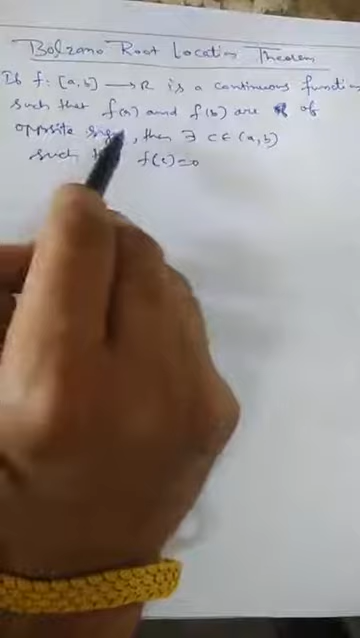 Bolzano Root Location Theorem
If f: [a,b] ⟶ R is a continuous function
such that f(a) and f(b) are of
opposite sign, then ∃ c ∈ (a,b)
such f(c)=0